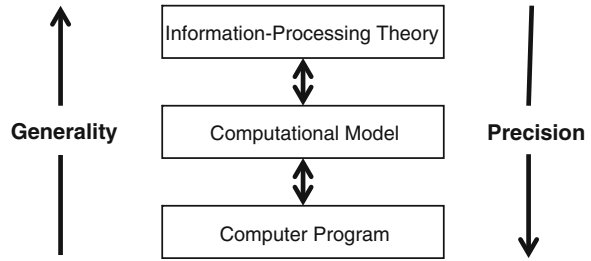 Information-Processing Theory
Generality
Computational Model
Precision
Computer Program